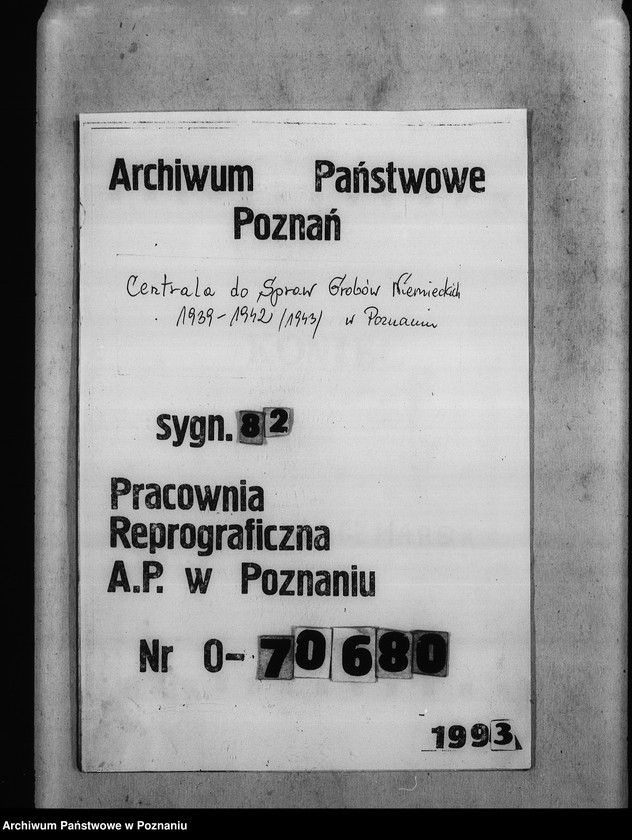 Archiwum Państwowe
Poznań
Centrala do Spraw Grobów Niemieckich
1939-1942 /1943/ w Poznaniu
sygn. 82
Pracownia
Reprograficzna
A.P. w Poznaniu
Nr 0-70680
1993
Archiwum Państwowe w Poznaniu